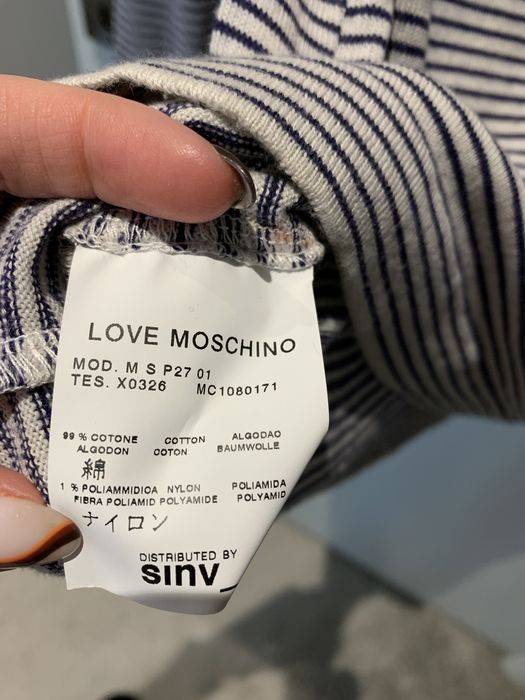 LOVE MOSCHINO
MOD. M S P27 01
TES. X0326 MC1080171
99 % COTONE COTTON ALGODAO
ALGODON COTON BAUMWOLLE
綿
1 % POLIAMMIDICA NYLON POLIAMIDA
FIBRA POLIAMID POLYAMIDE POLYAMID
ナイロン
DISTRIBUTED BY
sinv